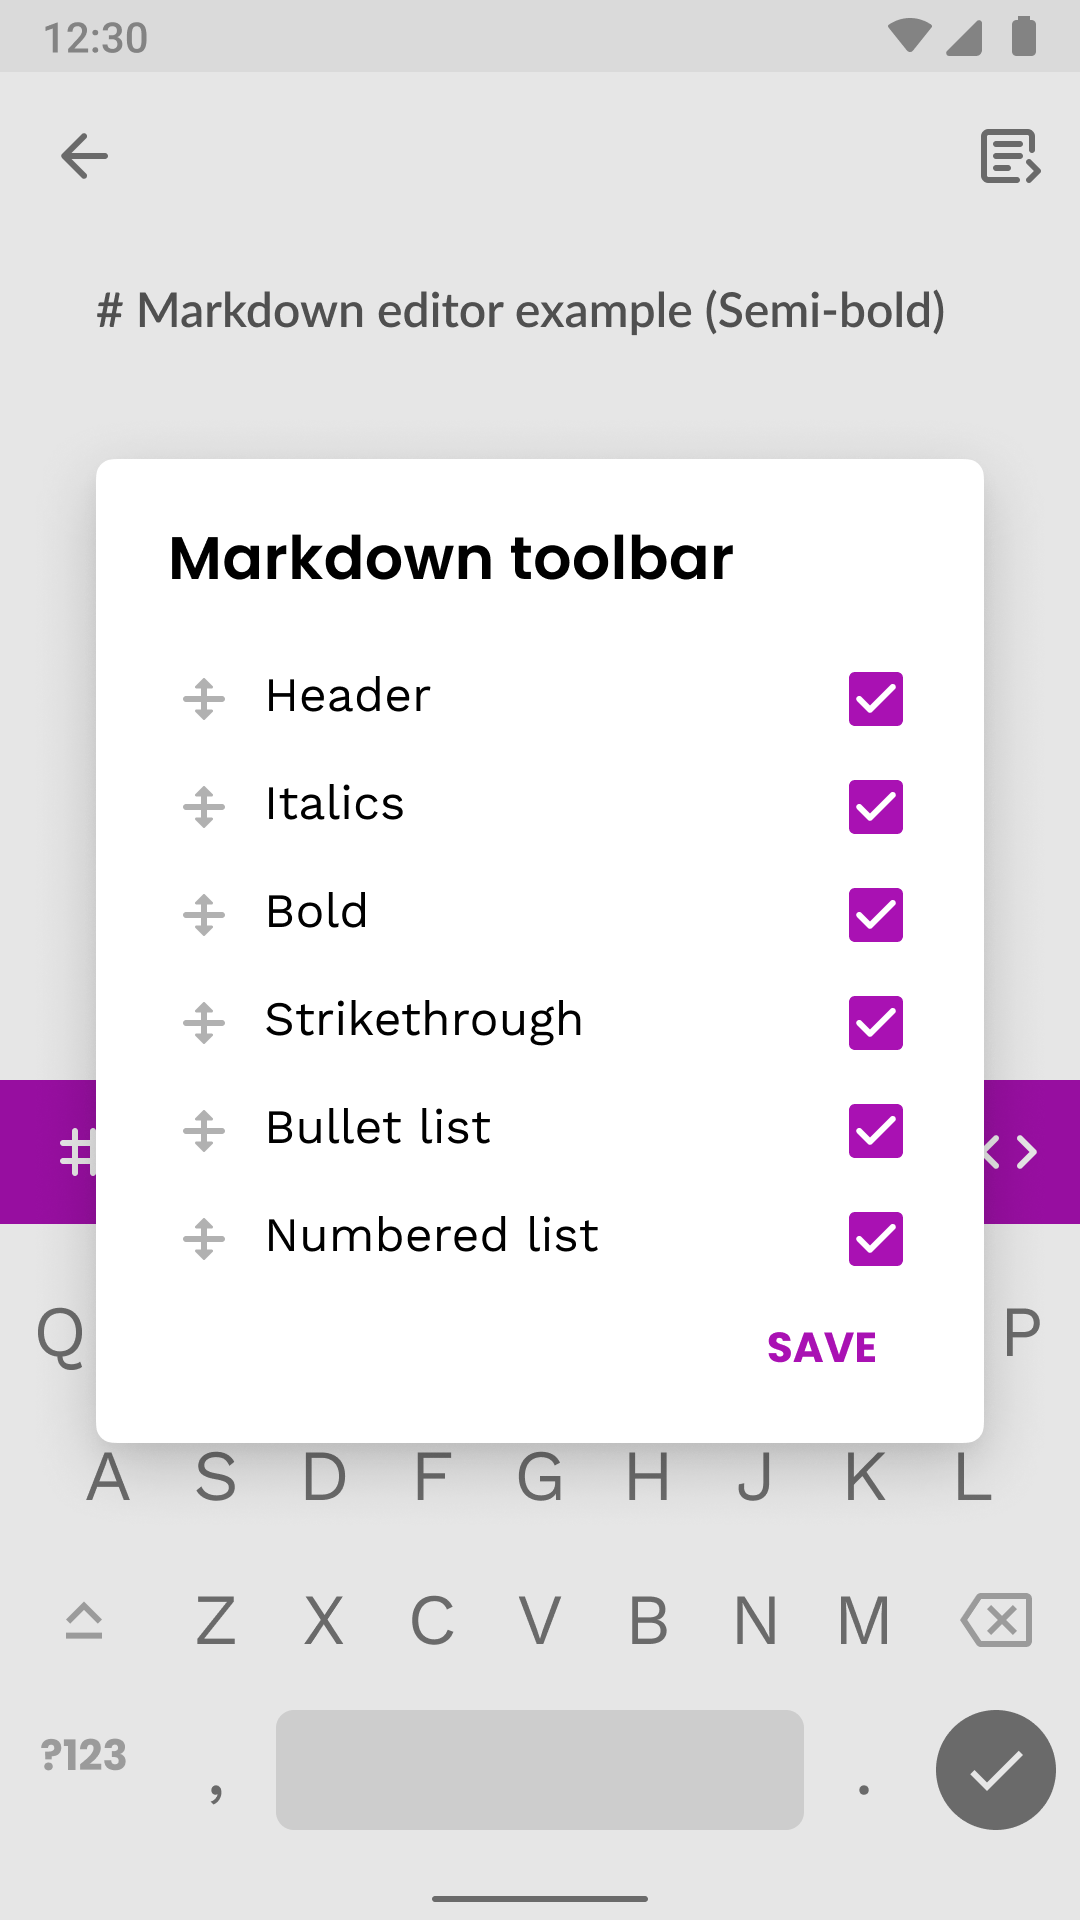 12:30
# Markdown editor example (Semi-bold)
Markdown toolbar
Header
Italics
Bold
Strikethrough
Bullet list
Numbered list
SAVE
#
< >
Q P
A S D F G H J K L
Z X C V B N M
?123 , .